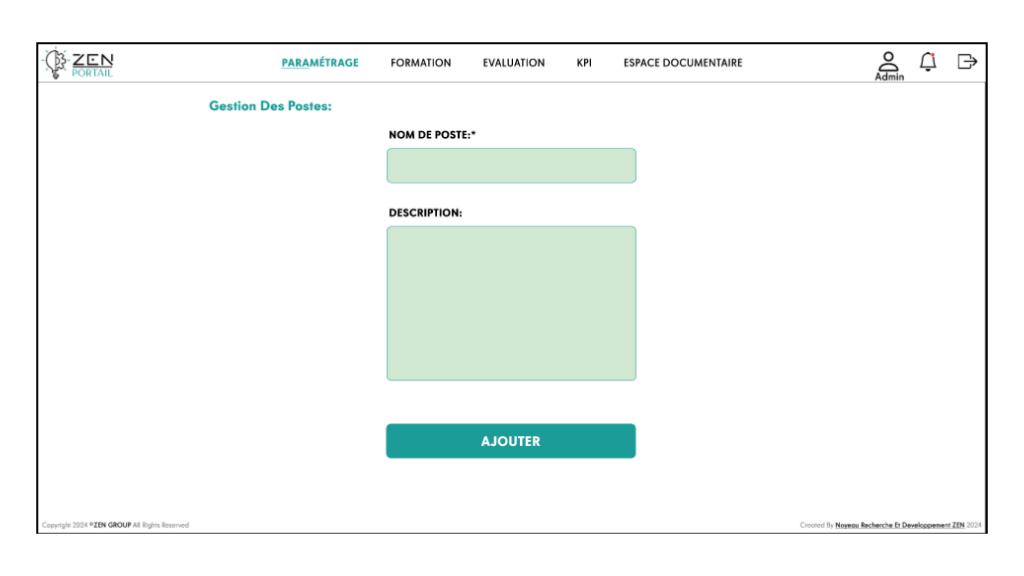 ZEN
PORTAIL
PARAMÉTRAGE FORMATION EVALUATION KPI ESPACE DOCUMENTAIRE
Admin
Gestion Des Postes:
NOM DE POSTE:*
DESCRIPTION:
AJOUTER
Copyright 2024 ©ZEN GROUP All Rights Reserved
Created By Noyeau Recherche Et Developpement ZEN 2024